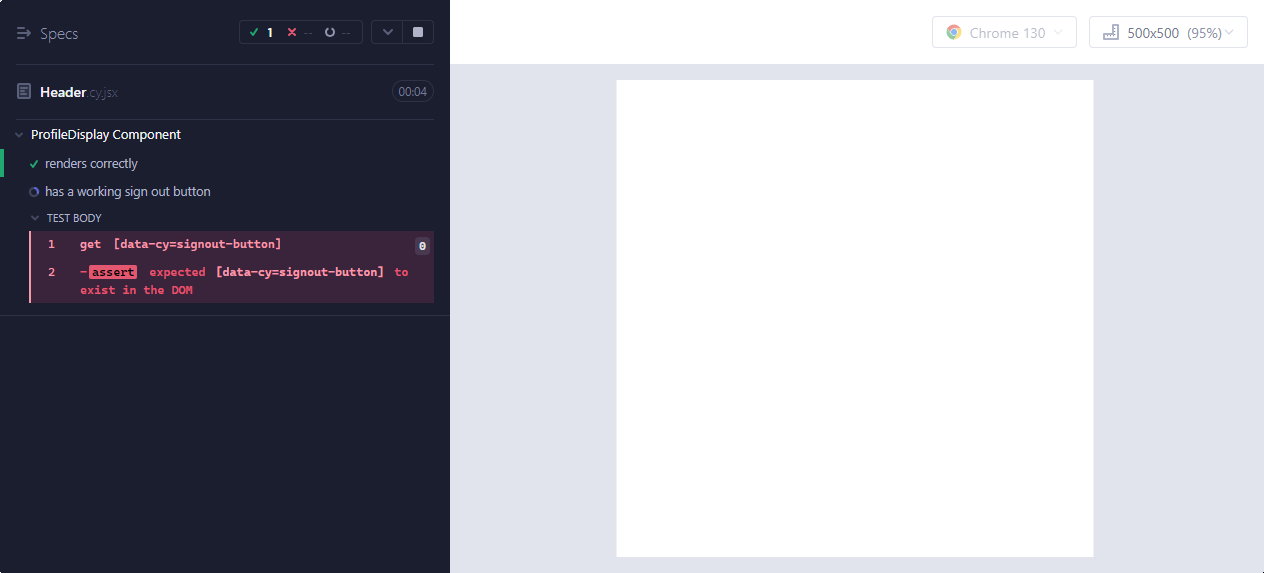 Specs
1
--
--
Chrome 130
500x500 (95%)
Header.cy.jsx
00:04
ProfileDisplay Component
renders correctly
has a working sign out button
TEST BODY
1 get [data-cy=signout-button] 0
2 -assert expected [data-cy=signout-button] to
exist in the DOM